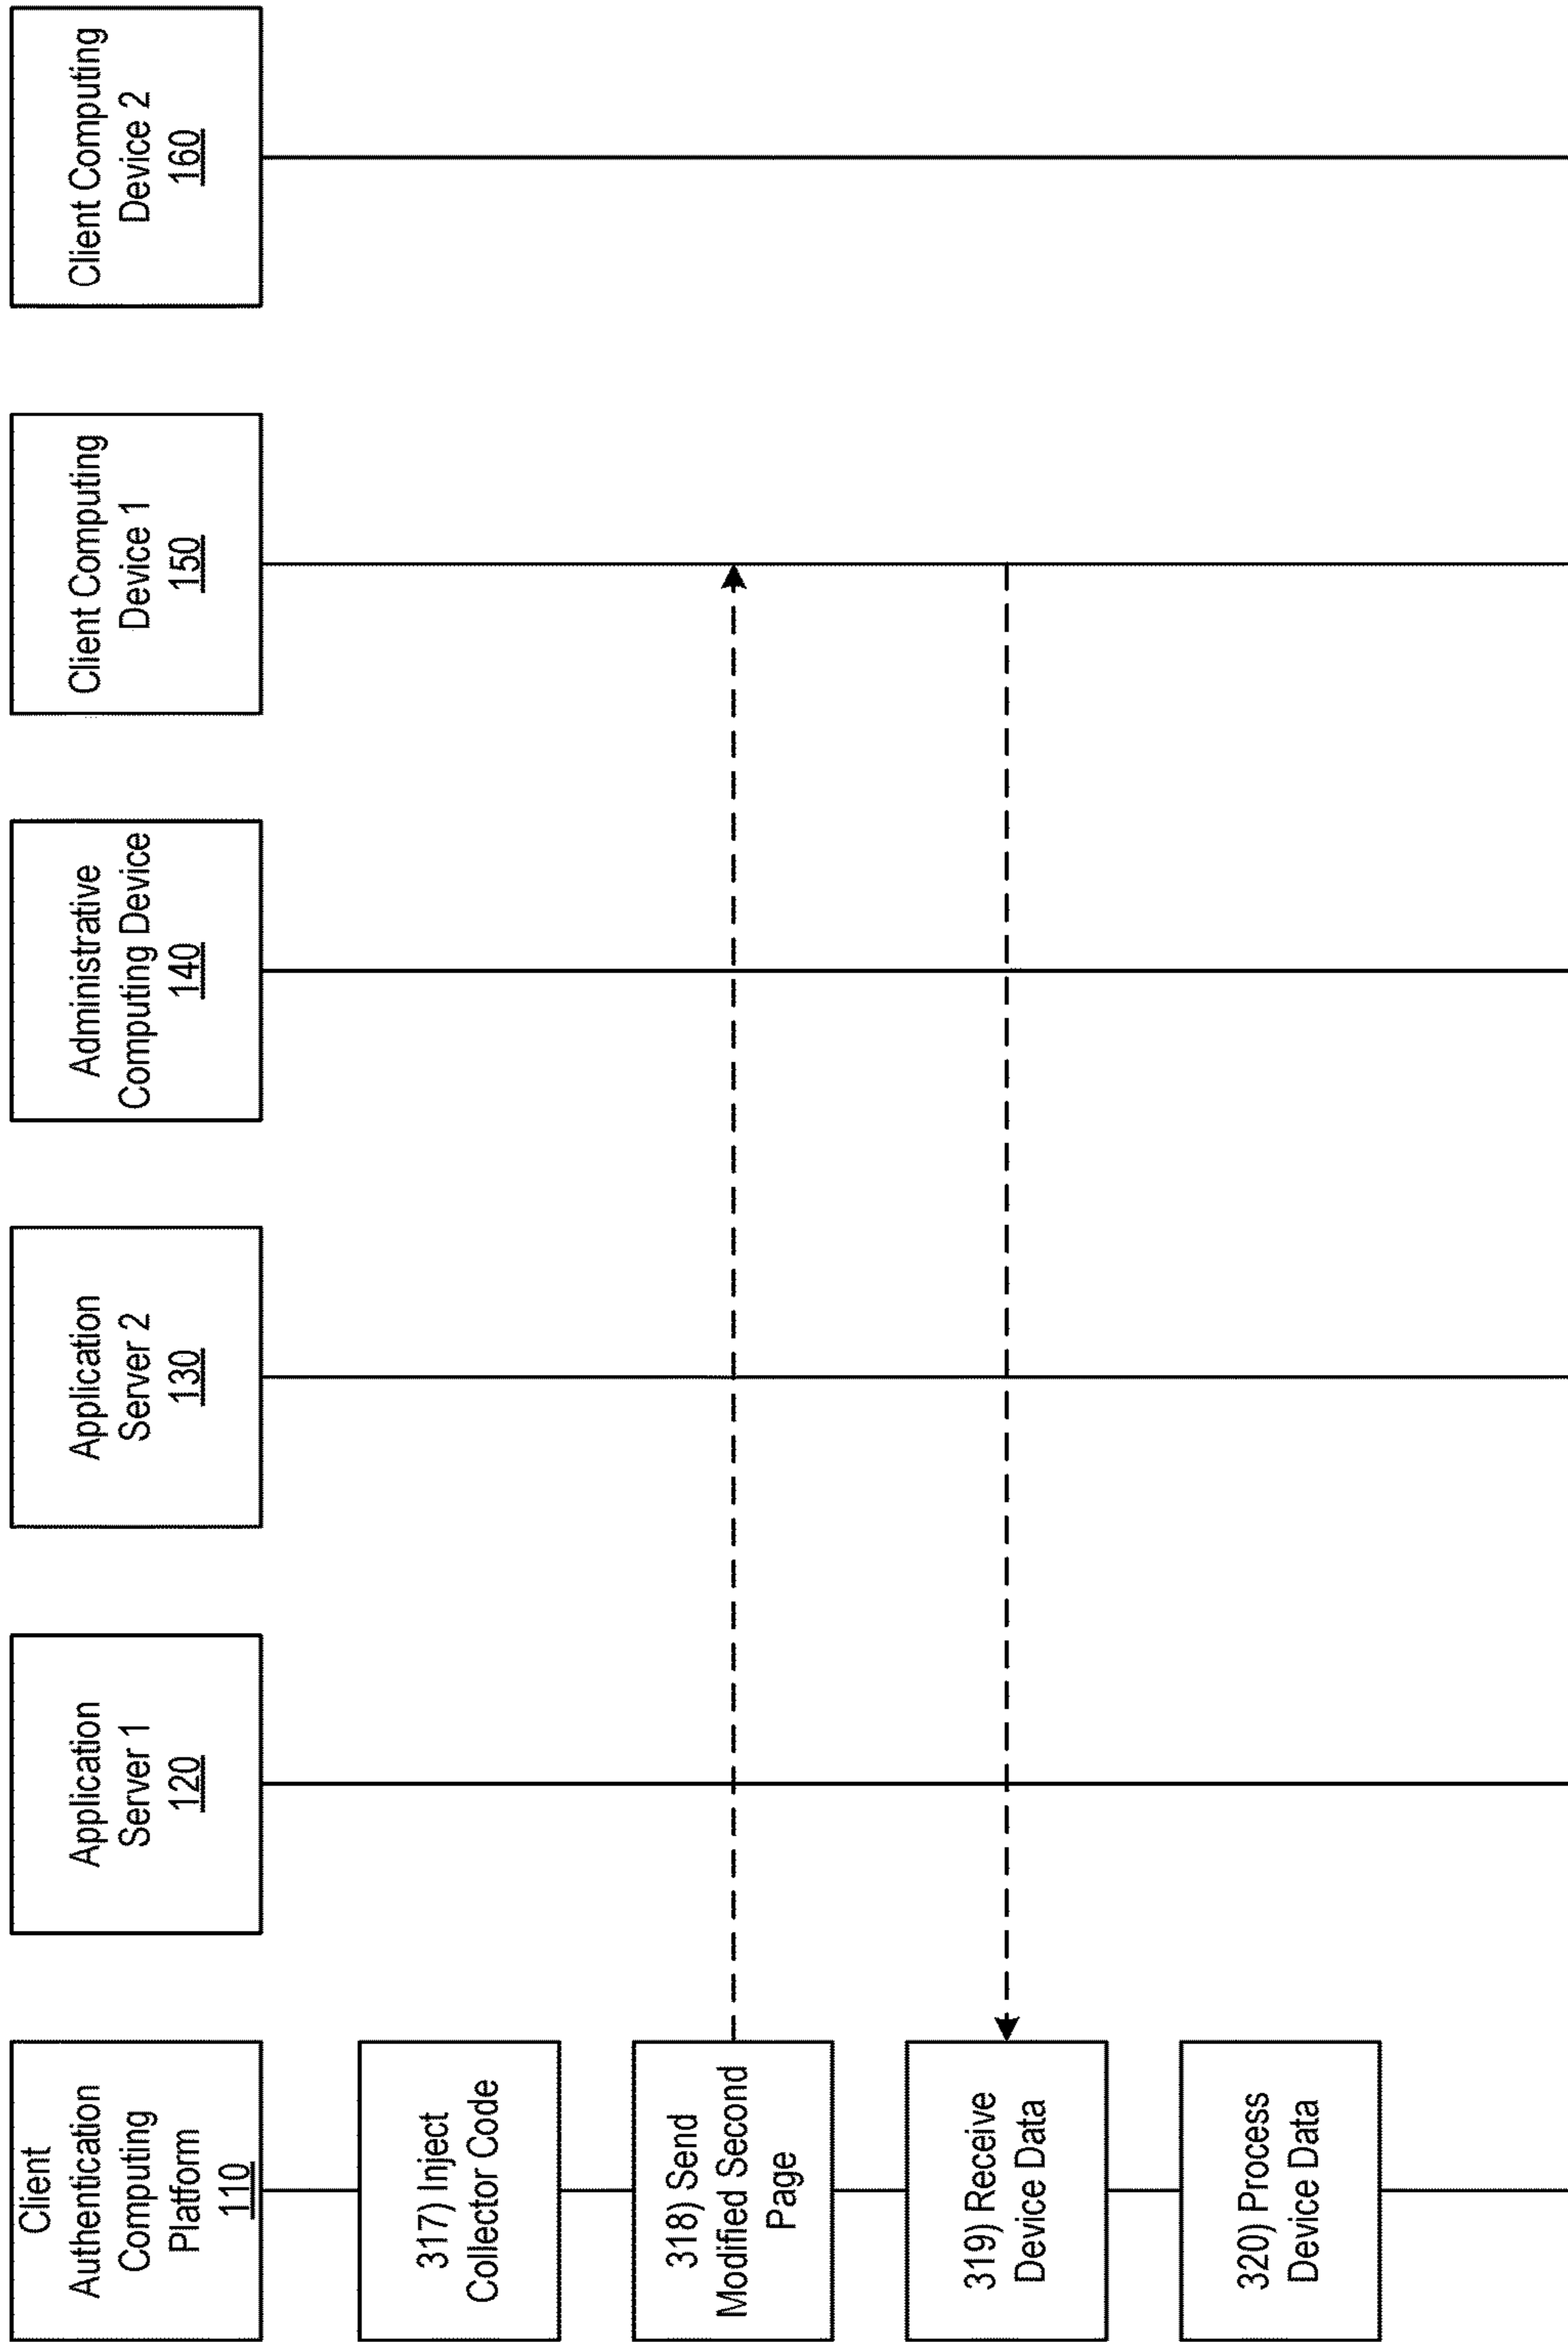 Client
Authentication
Computing
Platform
110
Application
Server 1
120
Application
Server 2
130
Administrative
Computing Device
140
Client Computing
Device 1
150
Client Computing
Device 2
160
317) Inject
Collector Code
318) Send
Modified Second
Page
319) Receive
Device Data
320) Process
Device Data